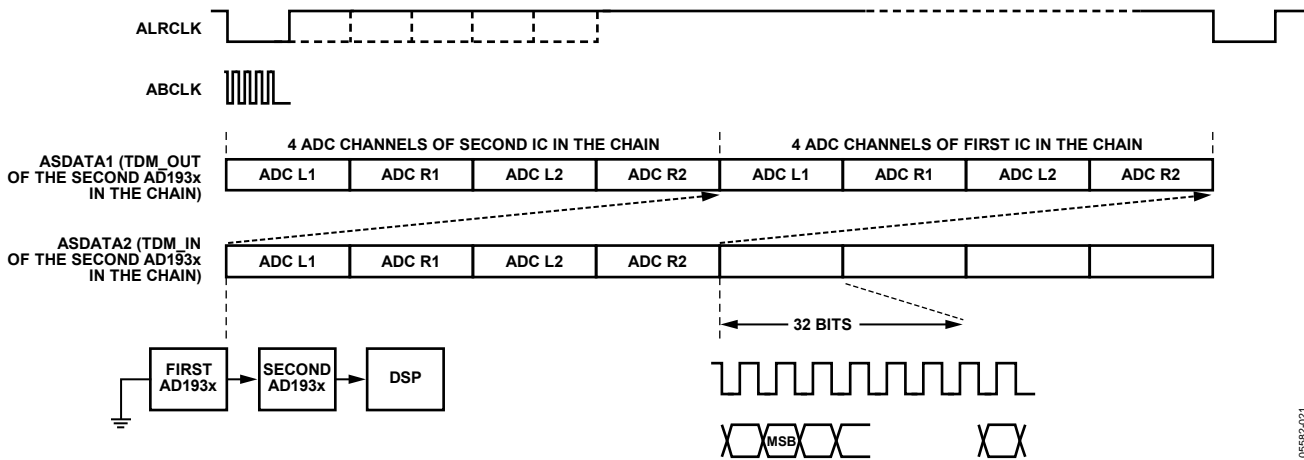 ALRCLK
ABCLK
4 ADC CHANNELS OF SECOND IC IN THE CHAIN
4 ADC CHANNELS OF FIRST IC IN THE CHAIN
ASDATA1 (TDM_OUT
OF THE SECOND AD193x
IN THE CHAIN)
ADC L1
ADC R1
ADC L2
ADC R2
ADC L1
ADC R1
ADC L2
ADC R2
ASDATA2 (TDM_IN
OF THE SECOND AD193x
IN THE CHAIN)
ADC L1
ADC R1
ADC L2
ADC R2
32 BITS
FIRST
AD193x
SECOND
AD193x
DSP
MSB
05582-021